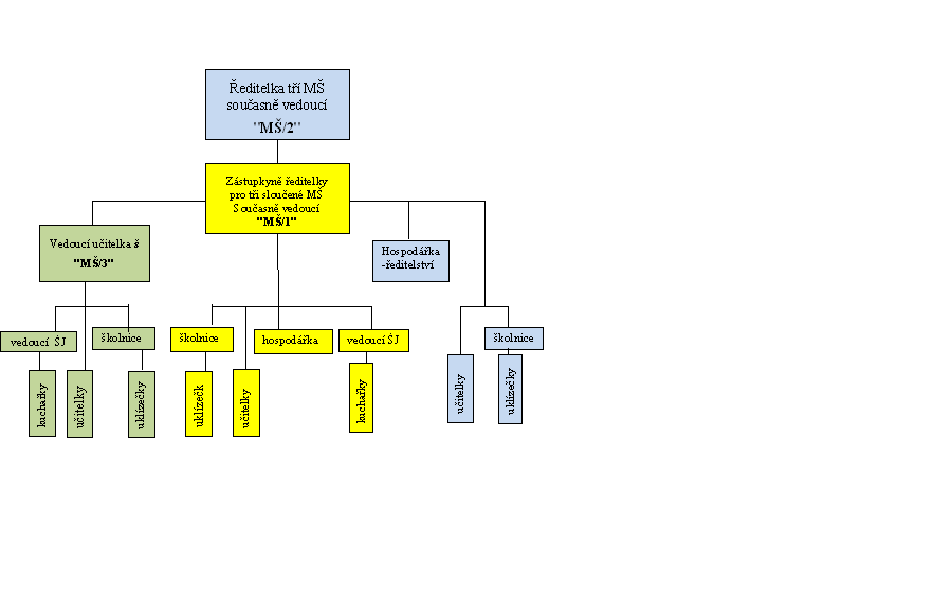 Ředitelka tří MŠ
současně vedoucí
"MŠ/2"
Zástupkyně ředitelky
pro tři sloučené MŠ
Současně vedoucí
"MŠ/1"
Vedoucí učitelka š
"MŠ/3"
Hospodářka
-ředitelství
vedoucí ŠJ
školnice
školnice
hospodářka
vedoucí ŠJ
školnice
kuchařky
učitelky
uklízečky
uklízečk
učitelky
kuchařky
učitelky
uklízečky